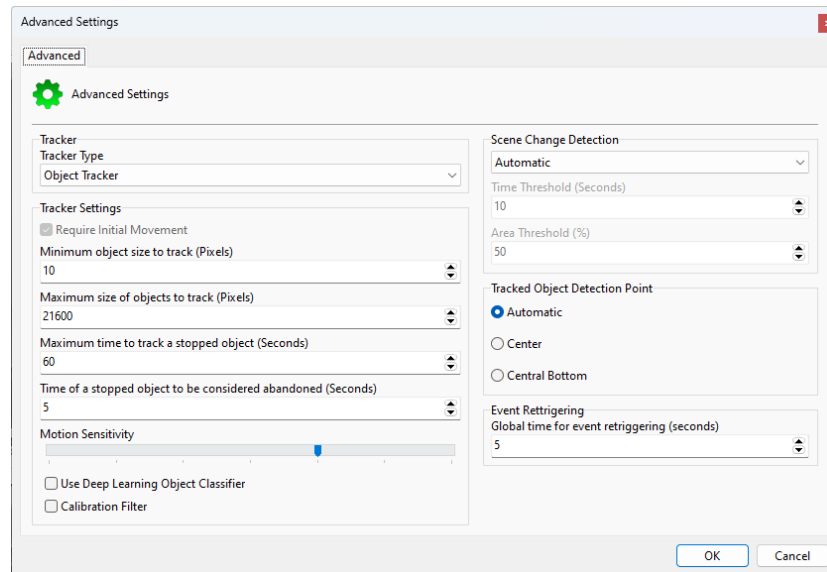 Advanced Settings
Advanced
Advanced Settings
Tracker
Tracker Type
Object Tracker
Tracker Settings
Require Initial Movement
Minimum object size to track (Pixels)
10
Maximum size of objects to track (Pixels)
21600
Maximum time to track a stopped object (Seconds)
60
Time of a stopped object to be considered abandoned (Seconds)
5
Motion Sensitivity
Use Deep Learning Object Classifier
Calibration Filter
Scene Change Detection
Automatic
Time Threshold (Seconds)
10
Area Threshold (%)
50
Tracked Object Detection Point
Automatic
Center
Central Bottom
Event Rettrigering
Global time for event retriggering (seconds)
5
OK
Cancel